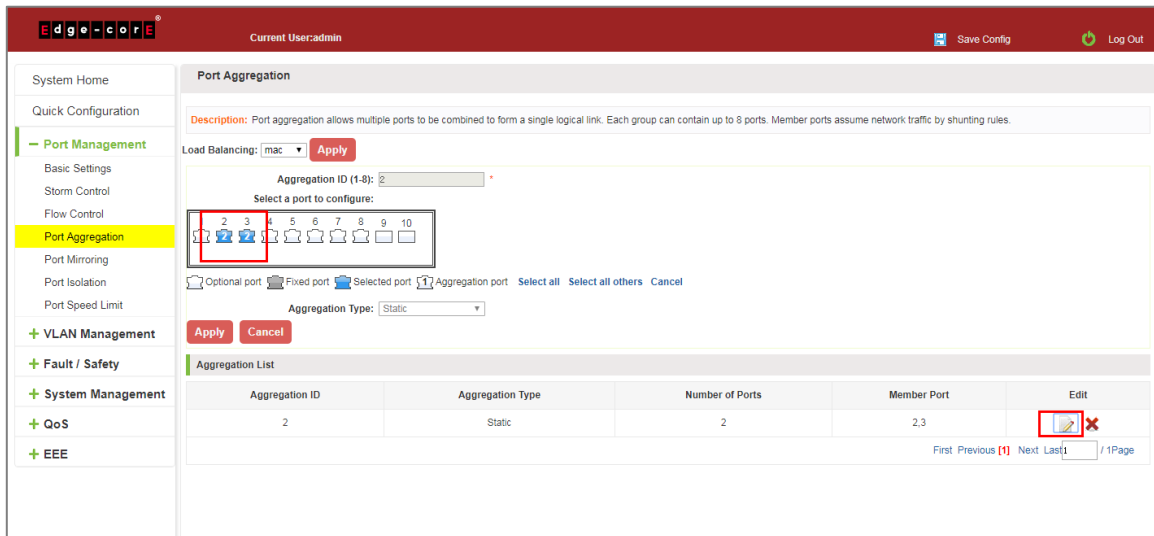 Edge-corE®
Current User:admin
Save Config
Log Out
System Home
Quick Configuration
− Port Management
Basic Settings
Storm Control
Flow Control
Port Aggregation
Port Mirroring
Port Isolation
Port Speed Limit
+ VLAN Management
+ Fault / Safety
+ System Management
+ QoS
+ EEE
Port Aggregation
Description: Port aggregation allows multiple ports to be combined to form a single logical link. Each group can contain up to 8 ports. Member ports assume network traffic by shunting rules.
Load Balancing: mac Apply
Aggregation ID (1-8): 2 *
Select a port to configure:
2 3 4 5 6 7 8 9 10
2 2
Optional port Fixed port Selected port 1 Aggregation port Select all Select all others Cancel
Aggregation Type: Static
Apply Cancel
Aggregation List
Aggregation ID Aggregation Type Number of Ports Member Port Edit
2 Static 2 2,3
First Previous [1] Next Last 1 / 1Page